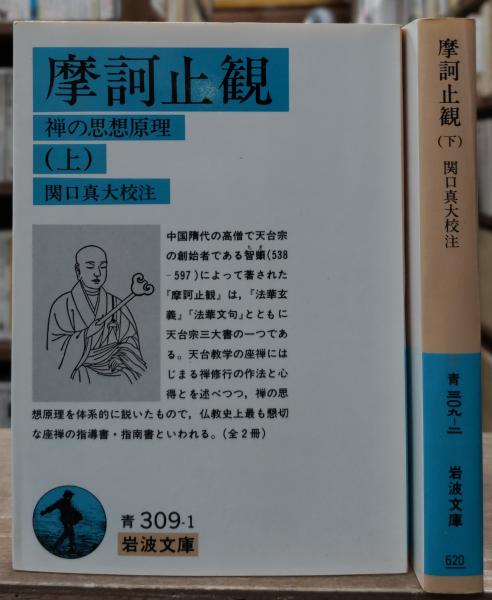 摩訶止観
禅の思想原理
(上)
関口真大校注
中国隋代の高僧で天台宗
の創始者である智顗(538
-597)によって著された
『摩訶止観』は,『法華玄
義』『法華文句』とともに
天台宗三大書の一つであ
る。天台教学の座禅には
じまる禅修行の作法と心
得とを述べつつ,禅の思
想原理を体系的に説いたもので,仏教史上最も懇切
な座禅の指導書・指南書といわれる。(全2冊)
青 309-1
岩波文庫
摩訶止観(下) 関口真大校注
青 三〇九-二
岩波文庫
620